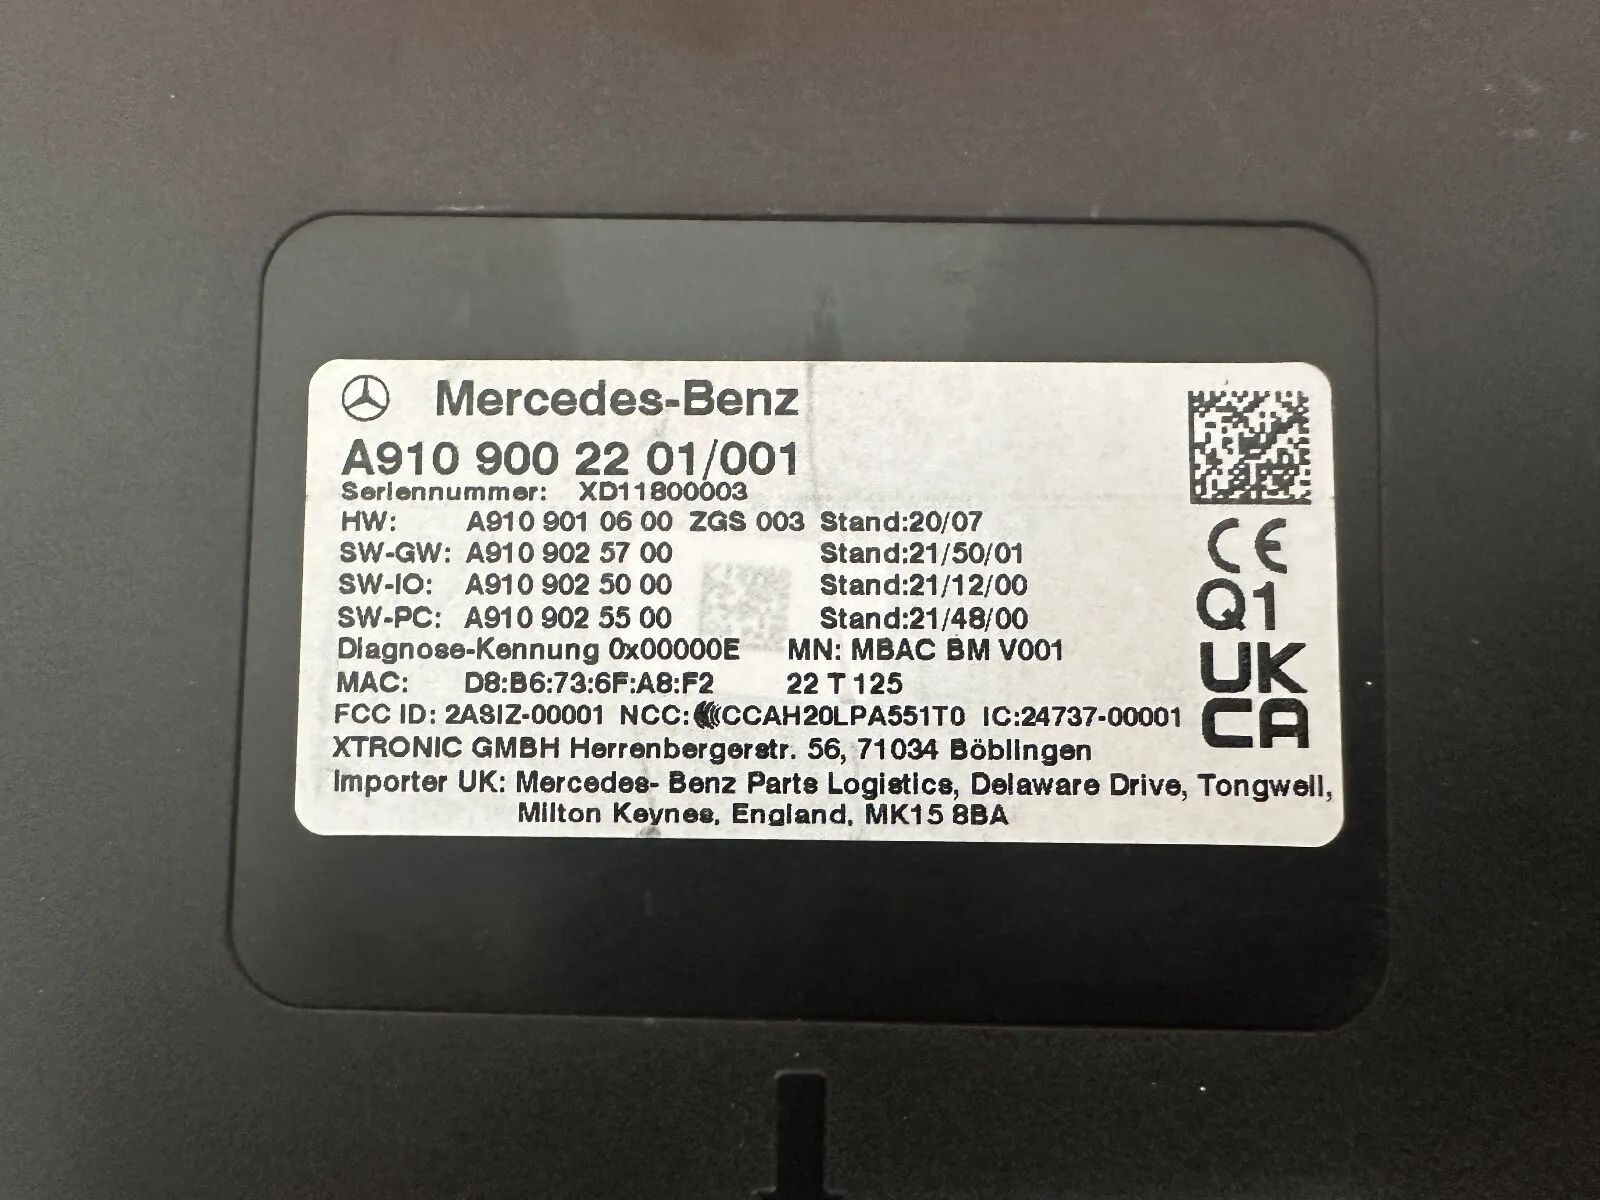 Mercedes-Benz
A910 900 22 01/001
Seriennummer: XD11800003
HW: A910 901 06 00 ZGS 003 Stand:20/07
SW-GW: A910 902 57 00 Stand:21/50/01
SW-IO: A910 902 50 00 Stand:21/12/00
SW-PC: A910 902 55 00 Stand:21/48/00
Diagnose-Kennung 0x00000E MN: MBAC BM V001
MAC: D8:B6:73:6F:A8:F2 22 T 125
FCC ID: 2ASIZ-00001 NCC: CCAH20LPA551T0 IC:24737-00001
XTRONIC GMBH Herrenbergerstr. 56, 71034 Böblingen
Importer UK: Mercedes- Benz Parts Logistics, Delaware Drive, Tongwell,
Milton Keynes, England, MK15 8BA
CE
Q1
UK
CA